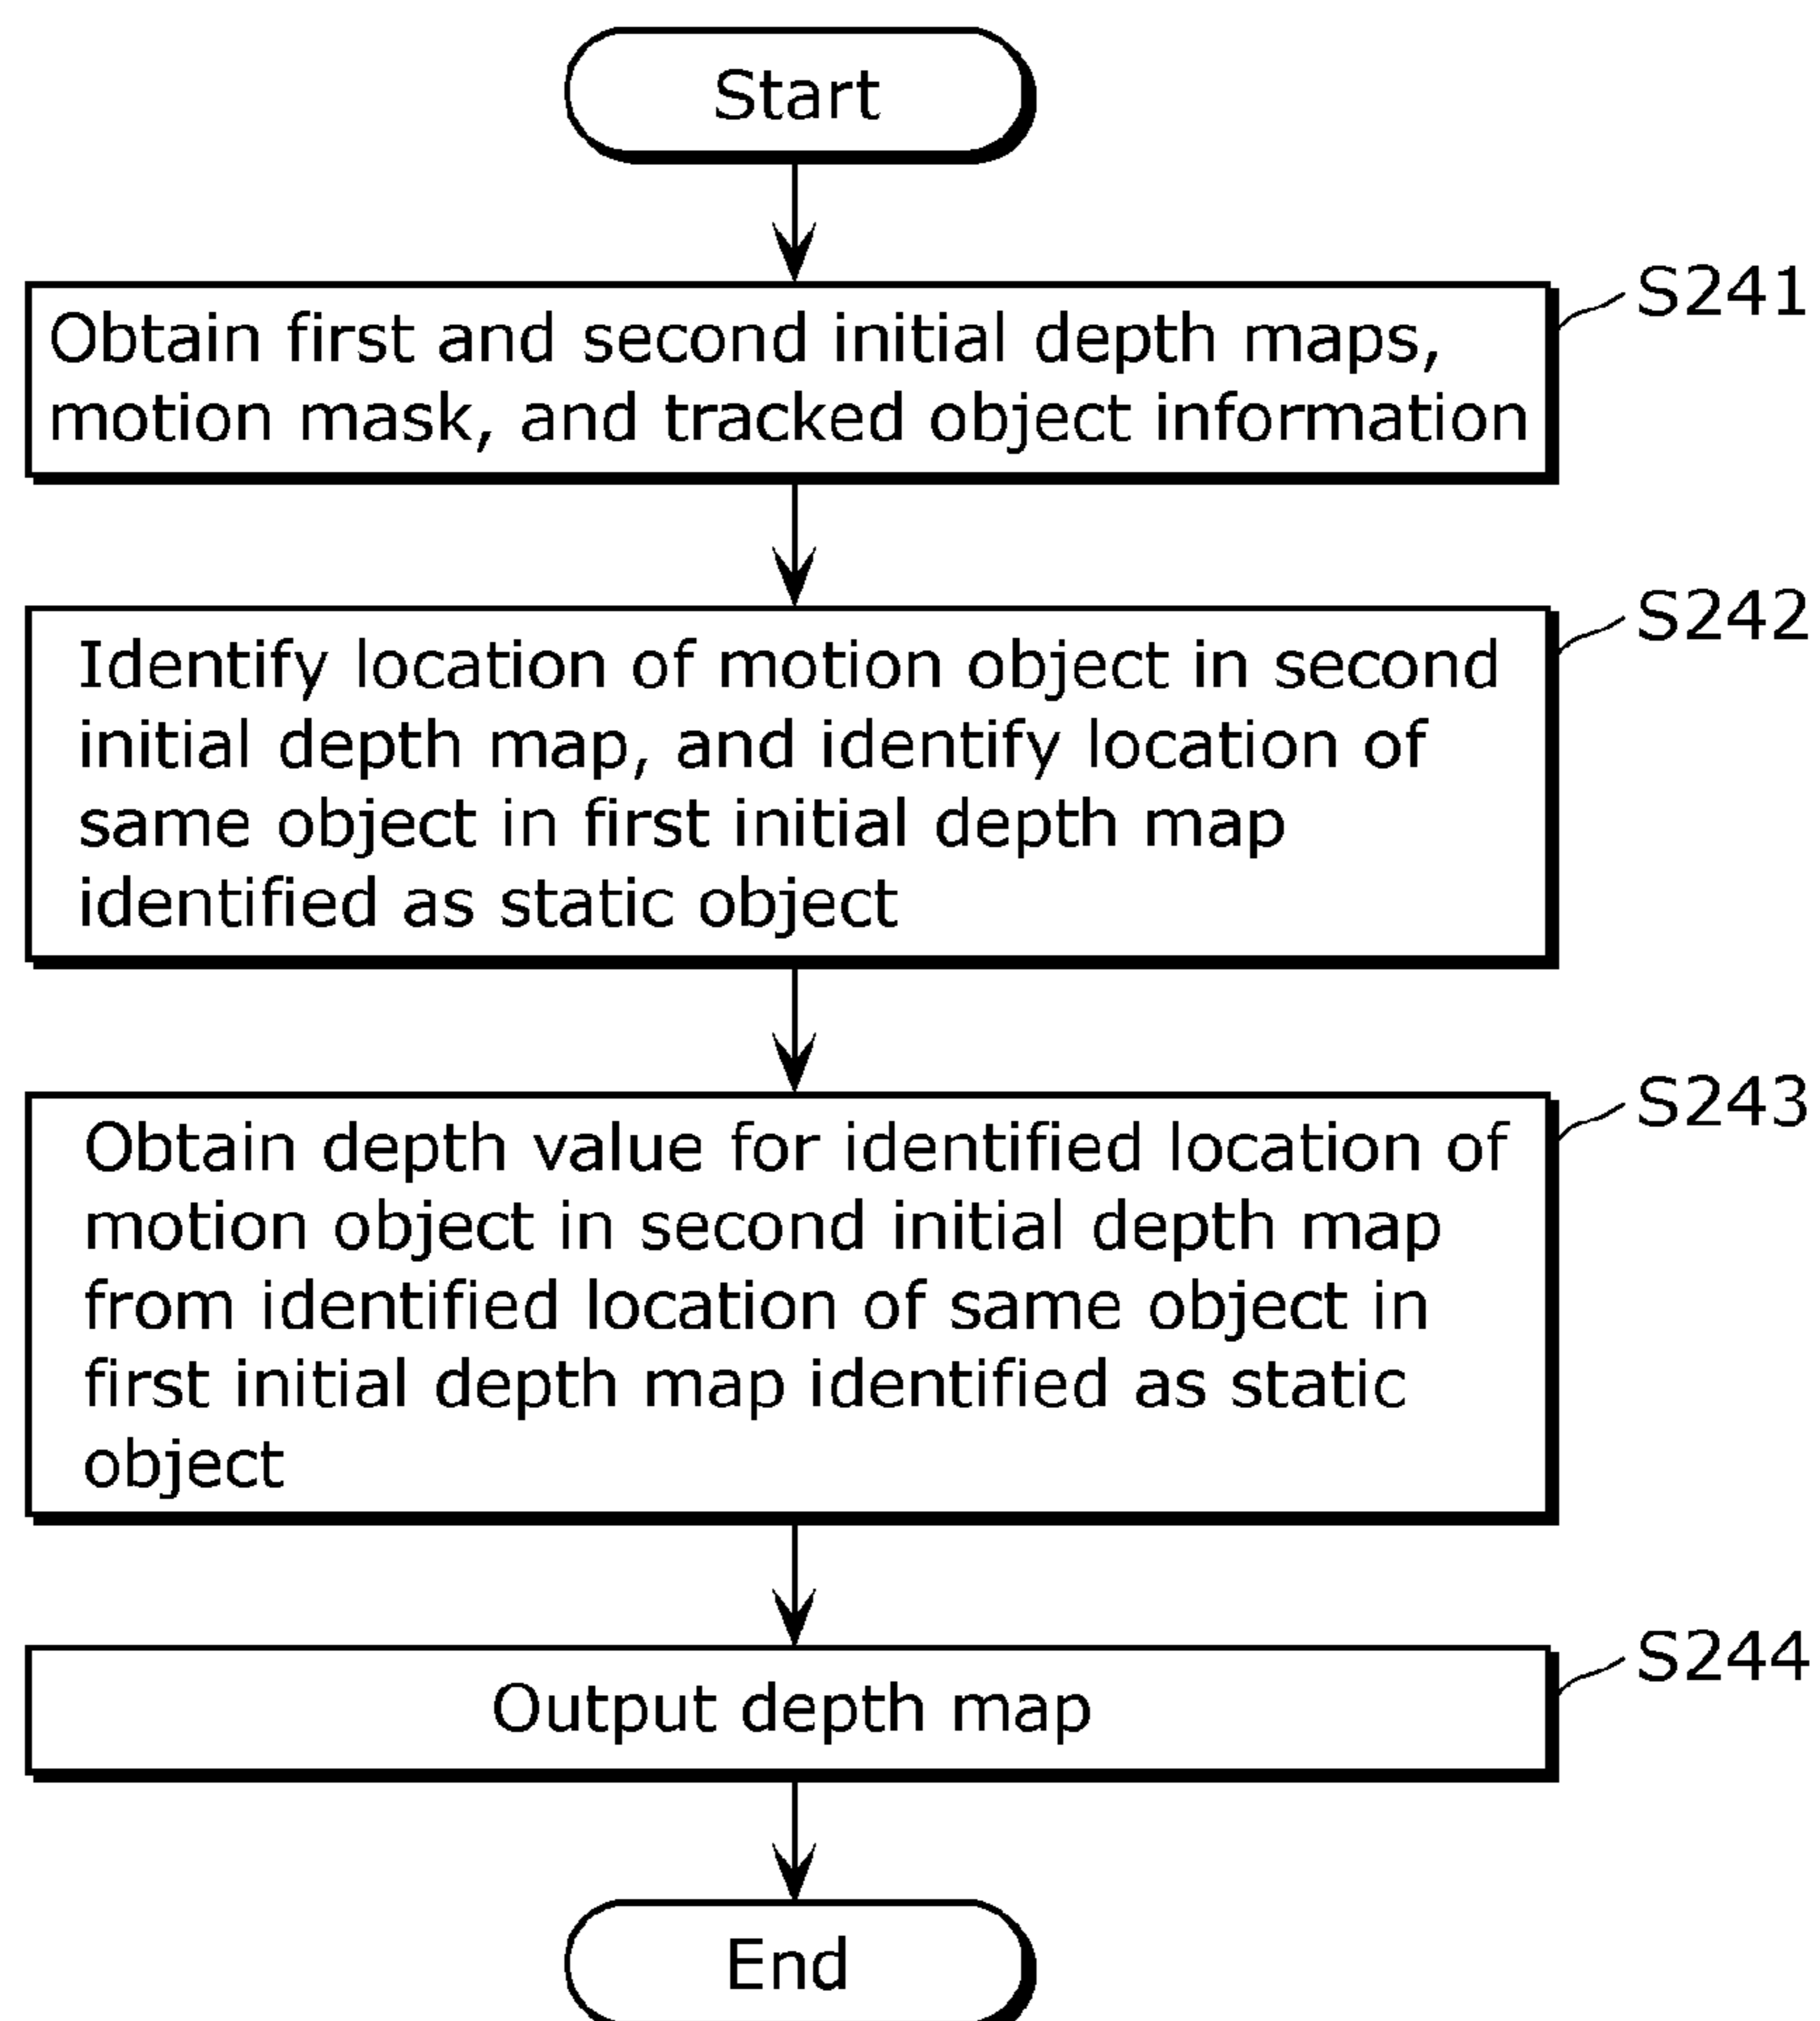 Start
S241
Obtain first and second initial depth maps,
motion mask, and tracked object information
S242
Identify location of motion object in second
initial depth map, and identify location of
same object in first initial depth map
identified as static object
S243
Obtain depth value for identified location of
motion object in second initial depth map
from identified location of same object in
first initial depth map identified as static
object
S244
Output depth map
End